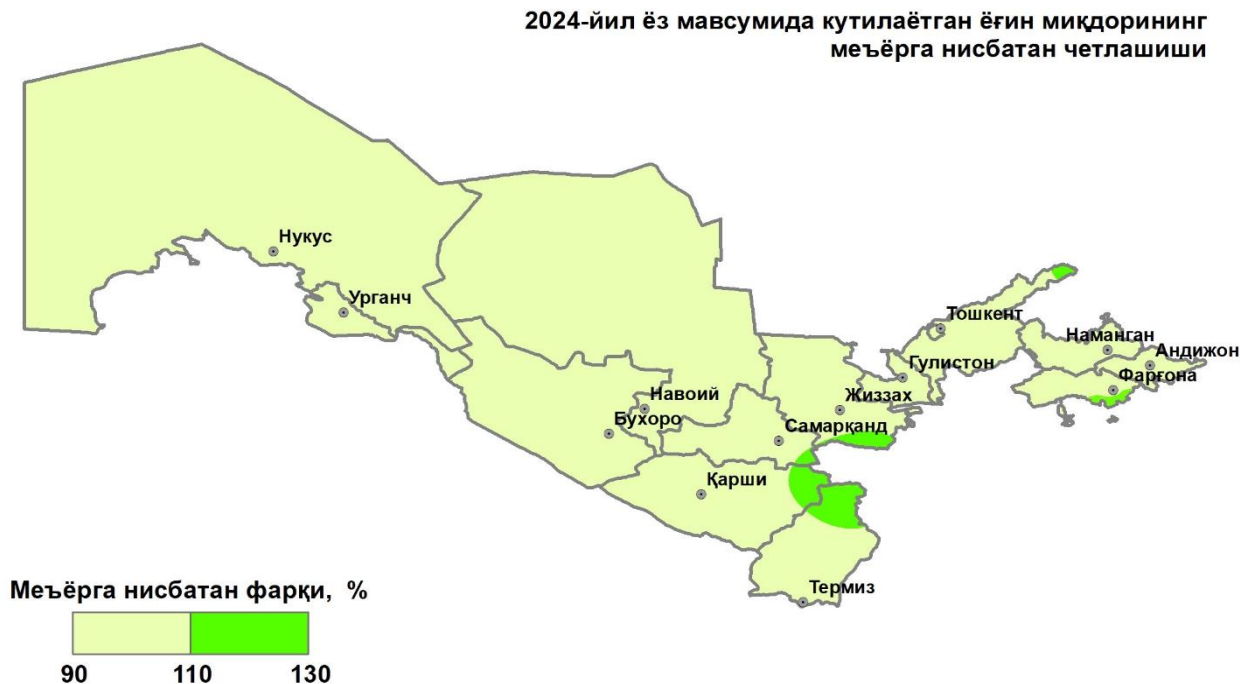 2024-йил ёз мавсумида кутилаётган ёғин миқдорининг
меъёрга нисбатан четлашиши
Нукус
Урганч
Тошкент
Наманган
Андижон
Гулистон
Фарғона
Навоий
Жиззах
Бухоро
Самарқанд
Қарши
Термиз
Меъёрга нисбатан фарқи, %
90 110 130